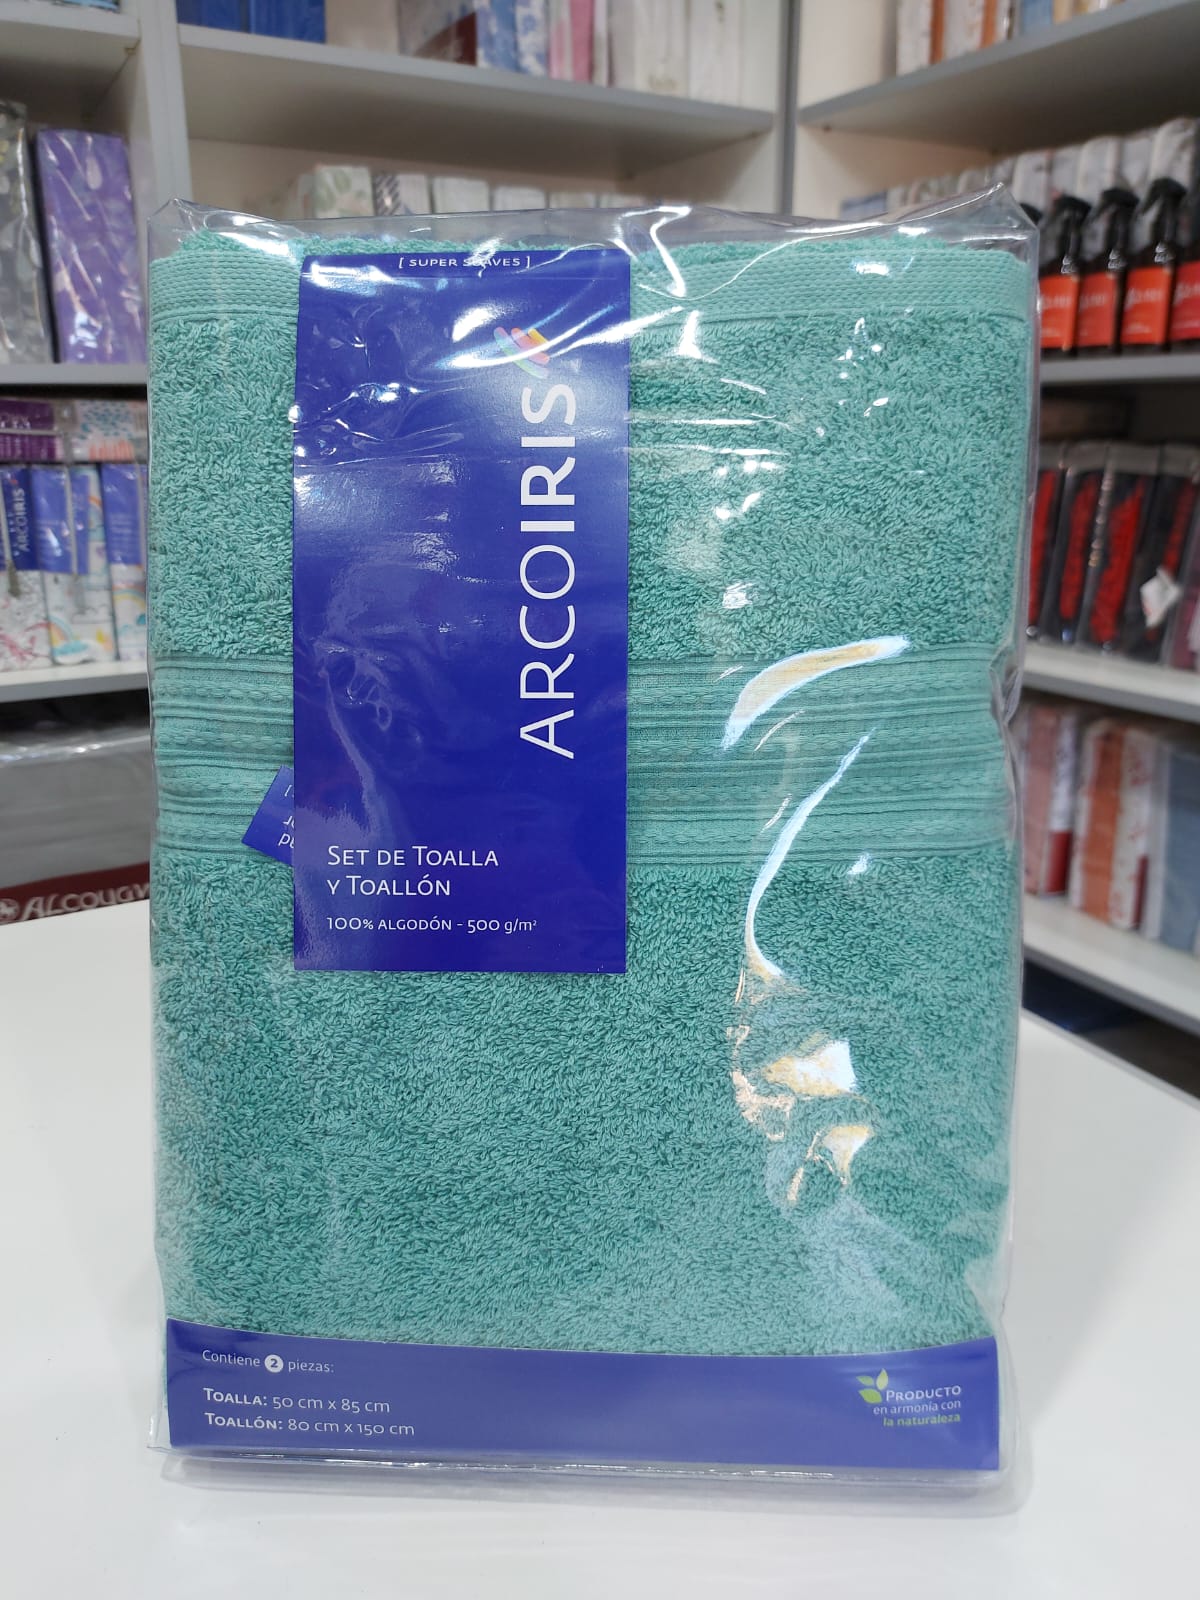 [ SUPER SUAVES ]
ARCOIRIS
SET DE TOALLA
Y TOALLÓN
100% ALGODÓN - 500 g/m²
Contiene 2 piezas:
TOALLA: 50 cm x 85 cm
TOALLÓN: 80 cm x 150 cm
PRODUCTO
en armonía con
la naturaleza
ARCOIRIS